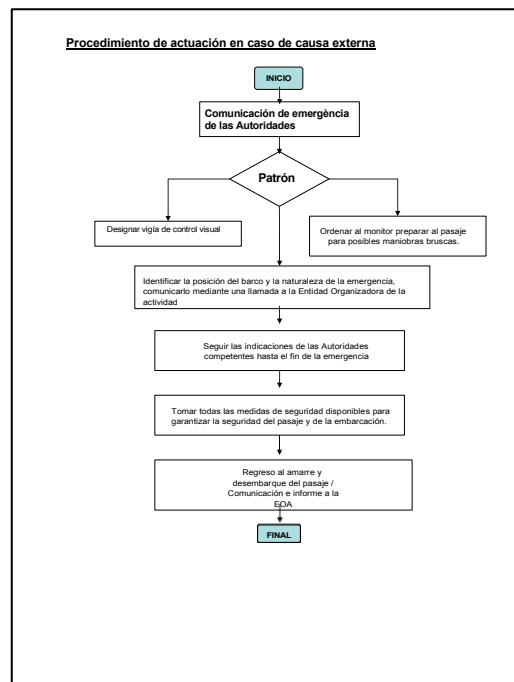 Procedimiento de actuación en caso de causa externa
INICIO
Comunicación de emergència
de las Autoridades
Patrón
Designar vigía de control visual
Ordenar al monitor preparar al pasaje
para posibles maniobras bruscas.
Identificar la posición del barco y la naturaleza de la emergencia,
comunicarlo mediante una llamada a la Entidad Organizadora de la
actividad
Seguir las indicaciones de las Autoridades
competentes hasta el fin de la emergencia
Tomar todas las medidas de seguridad disponibles para
garantizar la seguridad del pasaje y de la embarcación.
Regreso al amarre y
desembarque del pasaje /
Comunicación e informe a la
EOA
FINAL